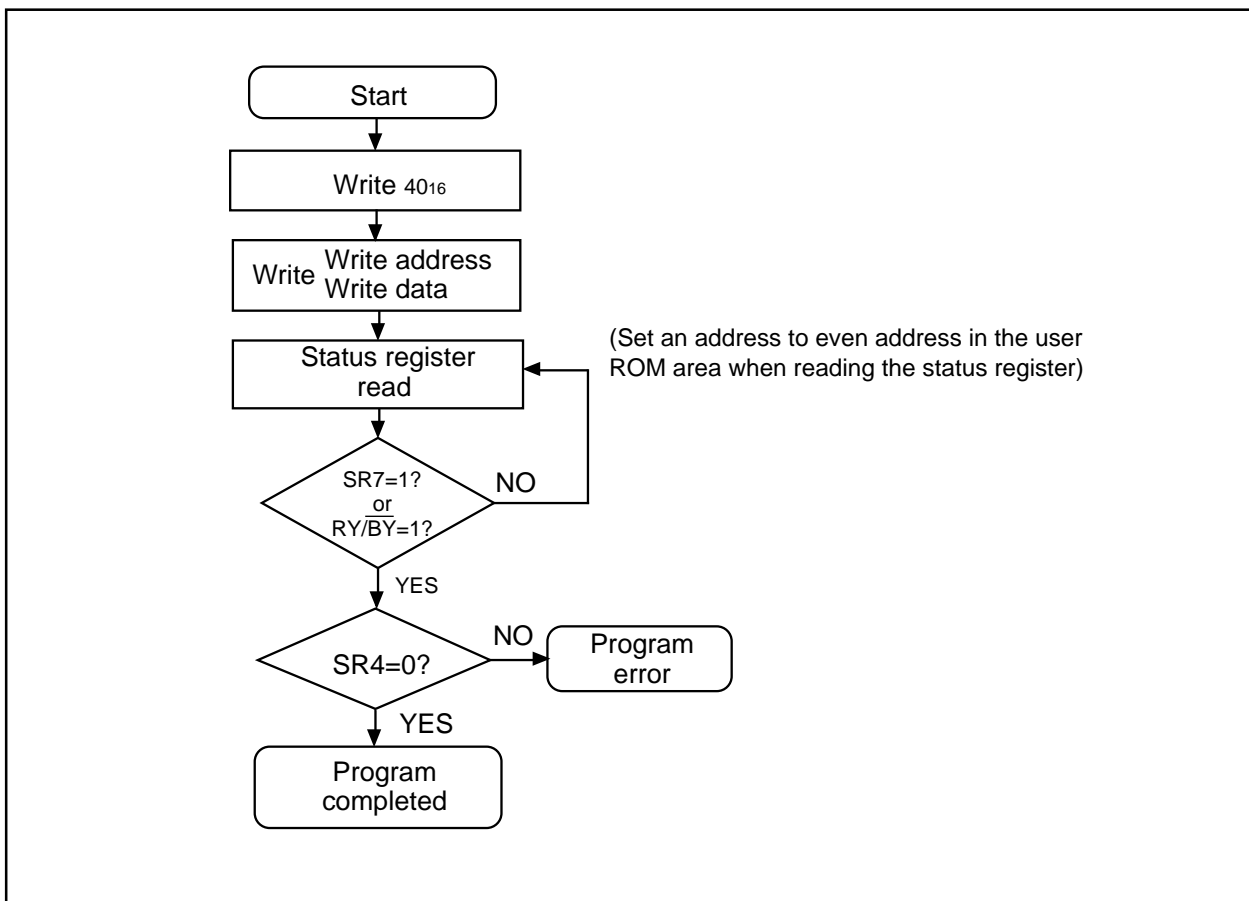 Start
Write 40₁₆
Write Write address
Write data
Status register
read
(Set an address to even address in the user
ROM area when reading the status register)
SR7=1?
or
RY/B̅Y̅=1?
NO
YES
SR4=0?
NO
Program
error
YES
Program
completed